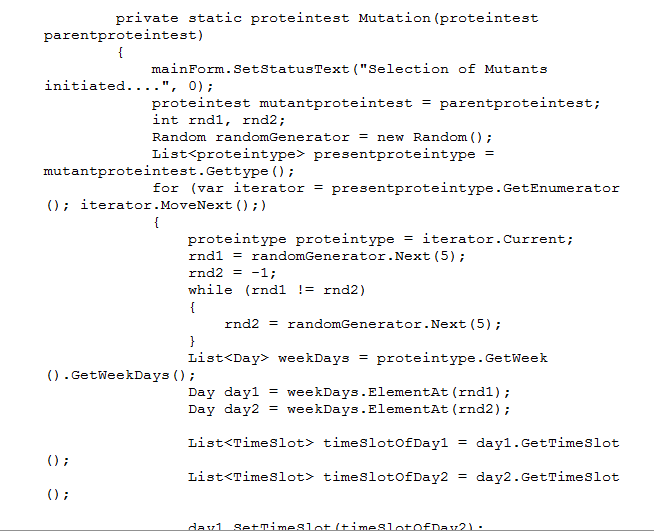 private static proteintest Mutation(proteintest
parentproteintest)
{
mainForm.SetStatusText("Selection of Mutants
initiated....", 0);
proteintest mutantproteintest = parentproteintest;
int rnd1, rnd2;
Random randomGenerator = new Random();
List<proteintype> presentproteintype =
mutantproteintest.Gettype();
for (var iterator = presentproteintype.GetEnumerator
(); iterator.MoveNext();)
{
proteintype proteintype = iterator.Current;
rnd1 = randomGenerator.Next(5);
rnd2 = -1;
while (rnd1 != rnd2)
{
rnd2 = randomGenerator.Next(5);
}
List<Day> weekDays = proteintype.GetWeek
().GetWeekDays();
Day day1 = weekDays.ElementAt(rnd1);
Day day2 = weekDays.ElementAt(rnd2);
List<TimeSlot> timeSlotOfDay1 = day1.GetTimeSlot
();
List<TimeSlot> timeSlotOfDay2 = day2.GetTimeSlot
();
day1.SetTimeSlot(timeSlotOfDay2);